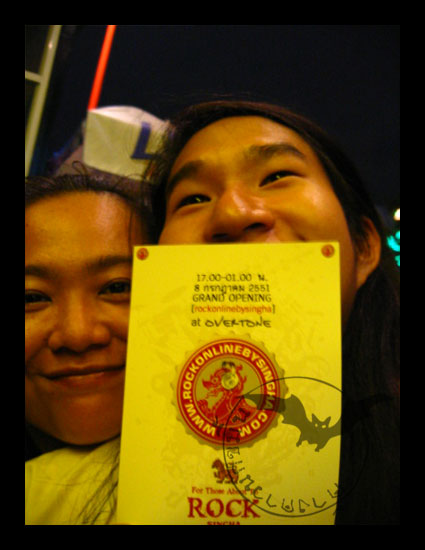 17.00-01.00 น.
8 กรกฎาคม 2551
GRAND OPENING
[rockonlinebysingha]
at OVERTONE
WWW.ROCKONLINEBYSINGHA.COM
For Those About To
ROCK
SINGHA